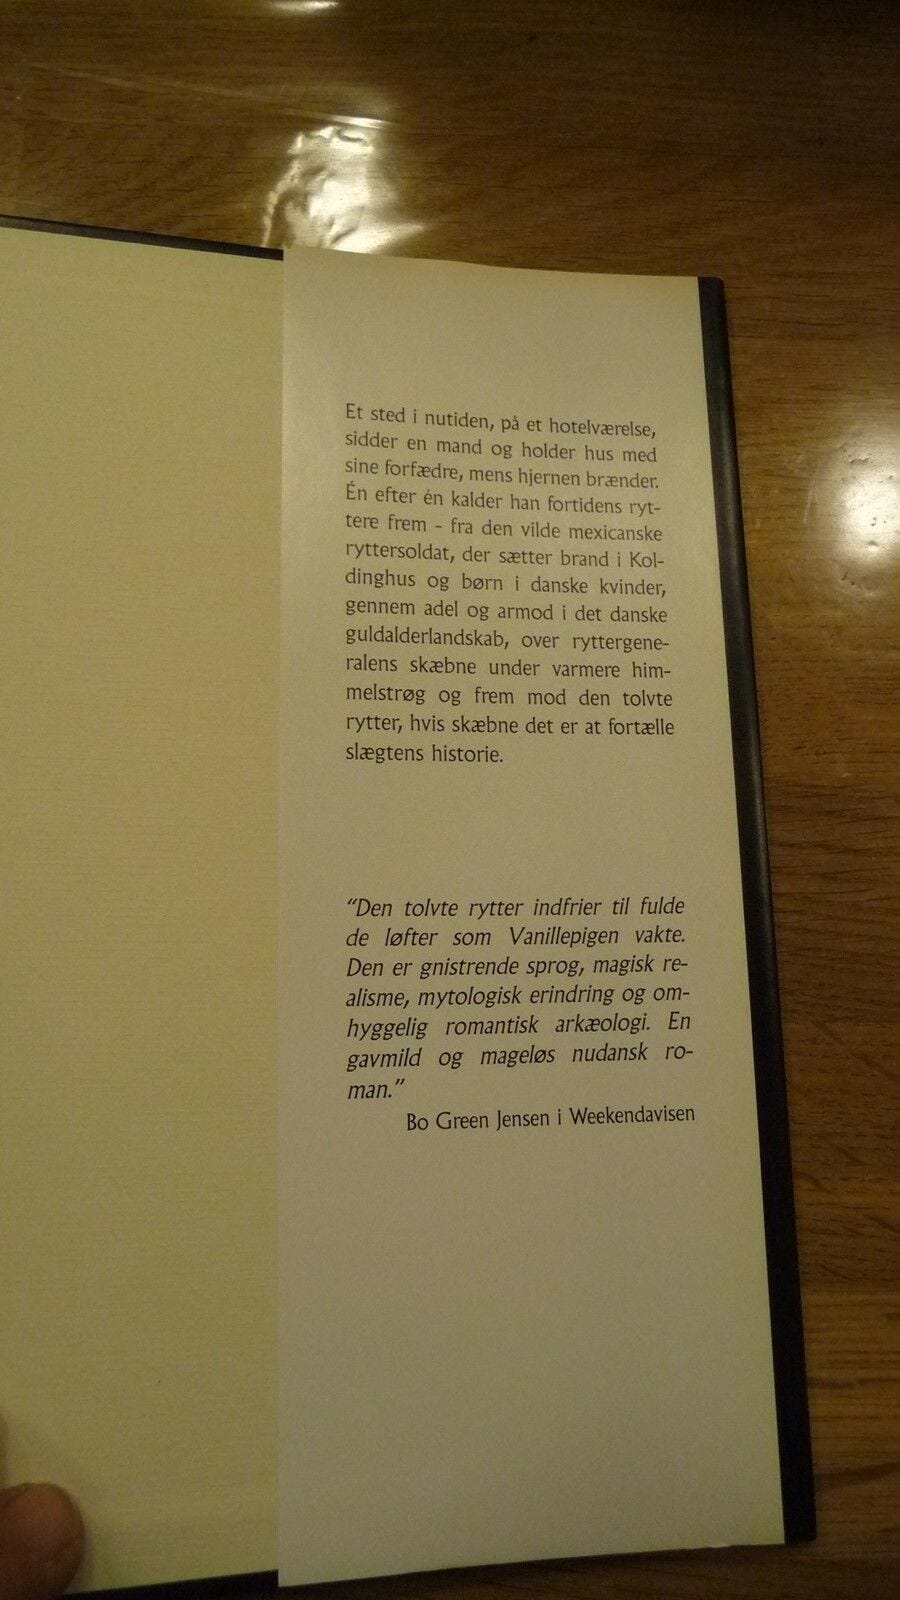 Et sted i nutiden, på et hotelværelse,
sidder en mand og holder hus med
sine forfædre, mens hjernen brænder.
Én efter én kalder han fortidens ryt-
tere frem - fra den vilde mexicanske
ryttersoldat, der sætter brand i Kol-
dinghus og børn i danske kvinder,
gennem adel og armod i det danske
guldalderlandskab, over ryttergene-
ralens skæbne under varmere him-
melstrøg og frem mod den tolvte
rytter, hvis skæbne det er at fortælle
slægtens historie.
“Den tolvte rytter indfrier til fulde
de løfter som Vanillepigen vakte.
Den er gnistrende sprog, magisk re-
alisme, mytologisk erindring og om-
hyggelig romantisk arkæologi. En
gavmild og mageløs nudansk ro-
man.”
Bo Green Jensen i Weekendavisen